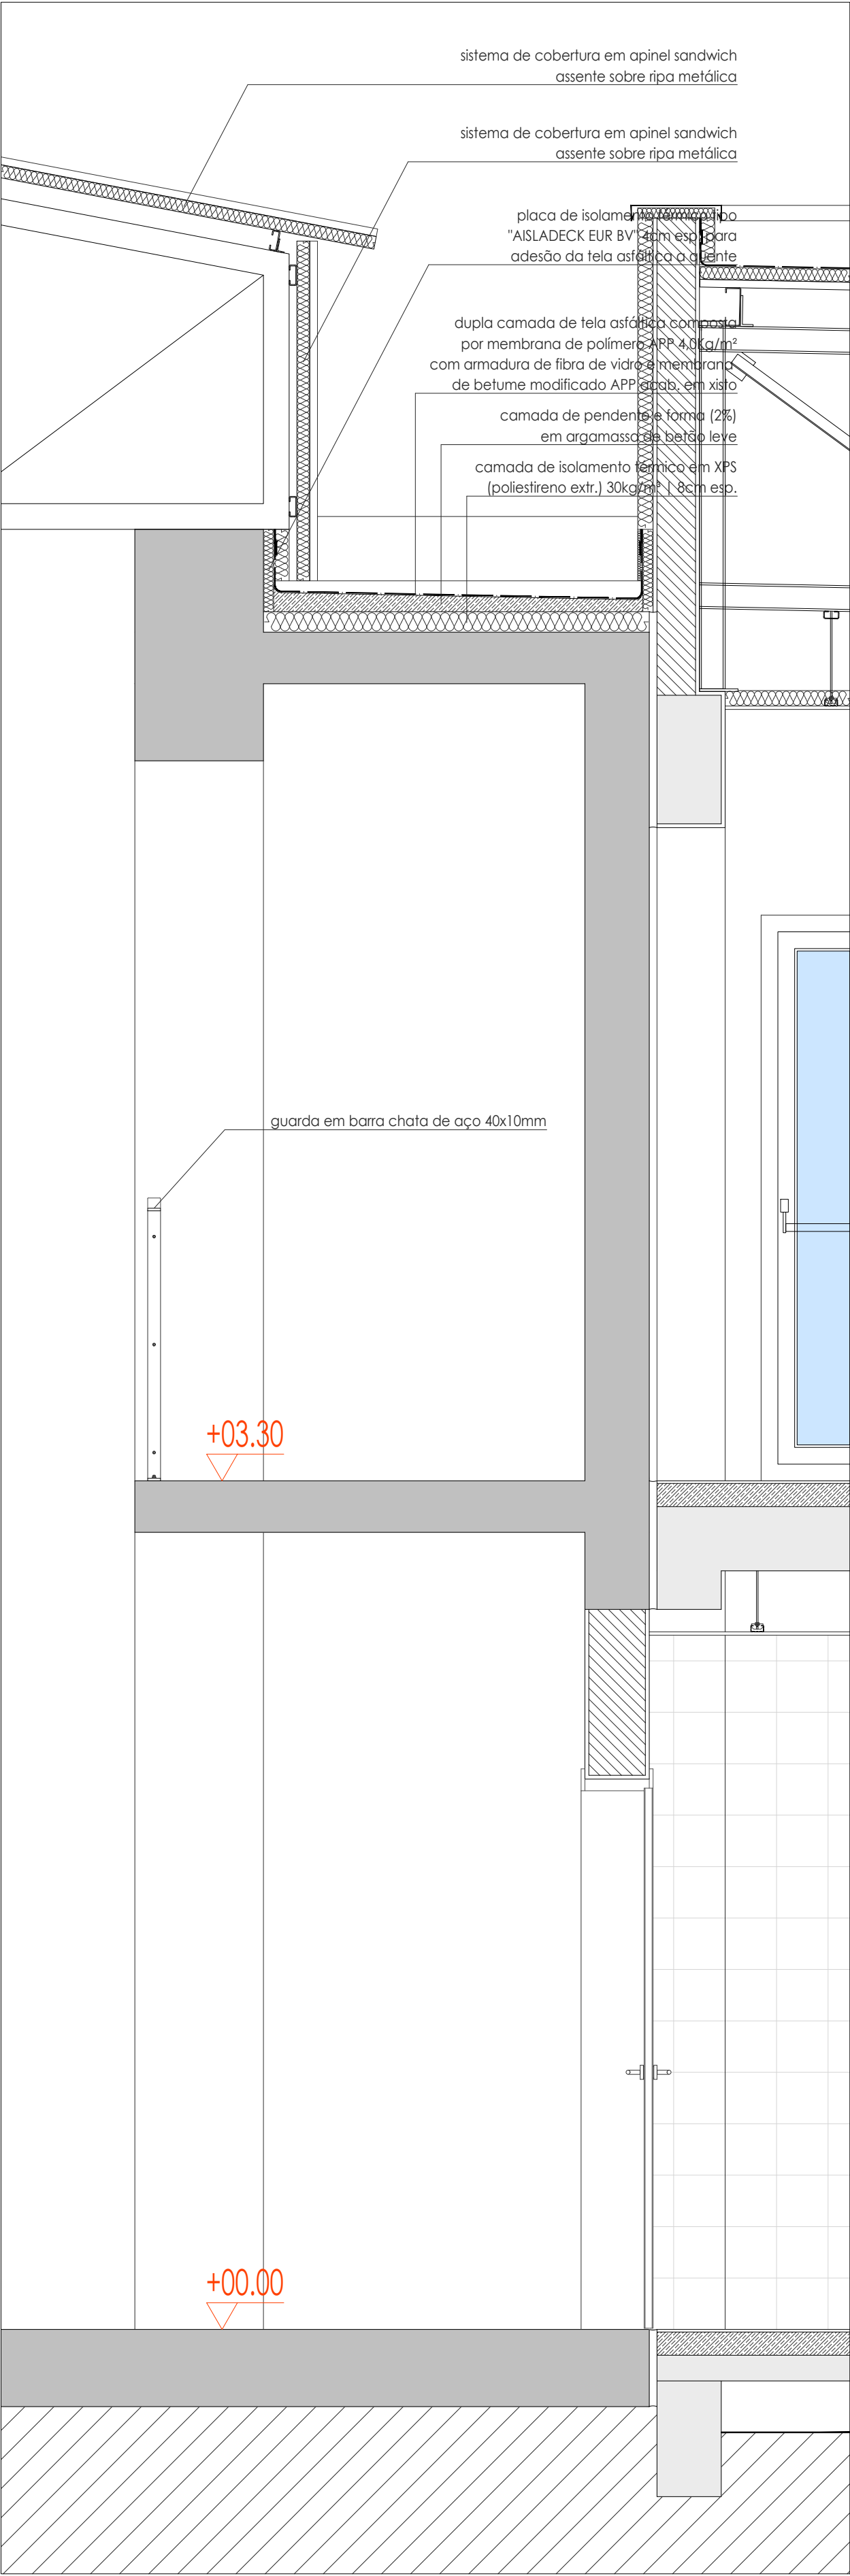 sistema de cobertura em apinel sandwich
assente sobre ripa metálica
sistema de cobertura em apinel sandwich
assente sobre ripa metálica
placa de isolamento térmico tipo
"AISLADECK EUR BV" 4cm esp. para
adesão da tela asfáltica a quente
dupla camada de tela asfáltica composta
por membrana de polímero APP 4,0Kg/m²
com armadura de fibra de vidro e membrana
de betume modificado APP acab. em xisto
camada de pendente e forma (2%)
em argamassa de betão leve
camada de isolamento térmico em XPS
(poliestireno extr.) 30kg/m³ | 8cm esp.
guarda em barra chata de aço 40x10mm
+03.30
+00.00